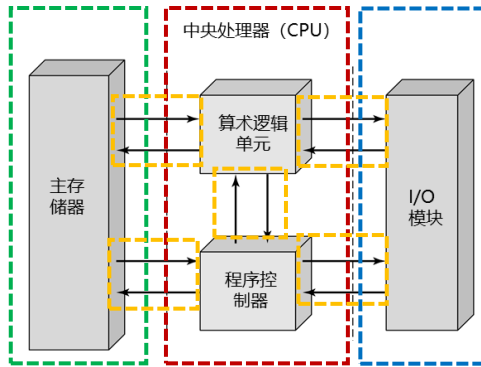 中央处理器（CPU）
算术逻辑
单元
主存
储器
I/O
模块
程序控
制器